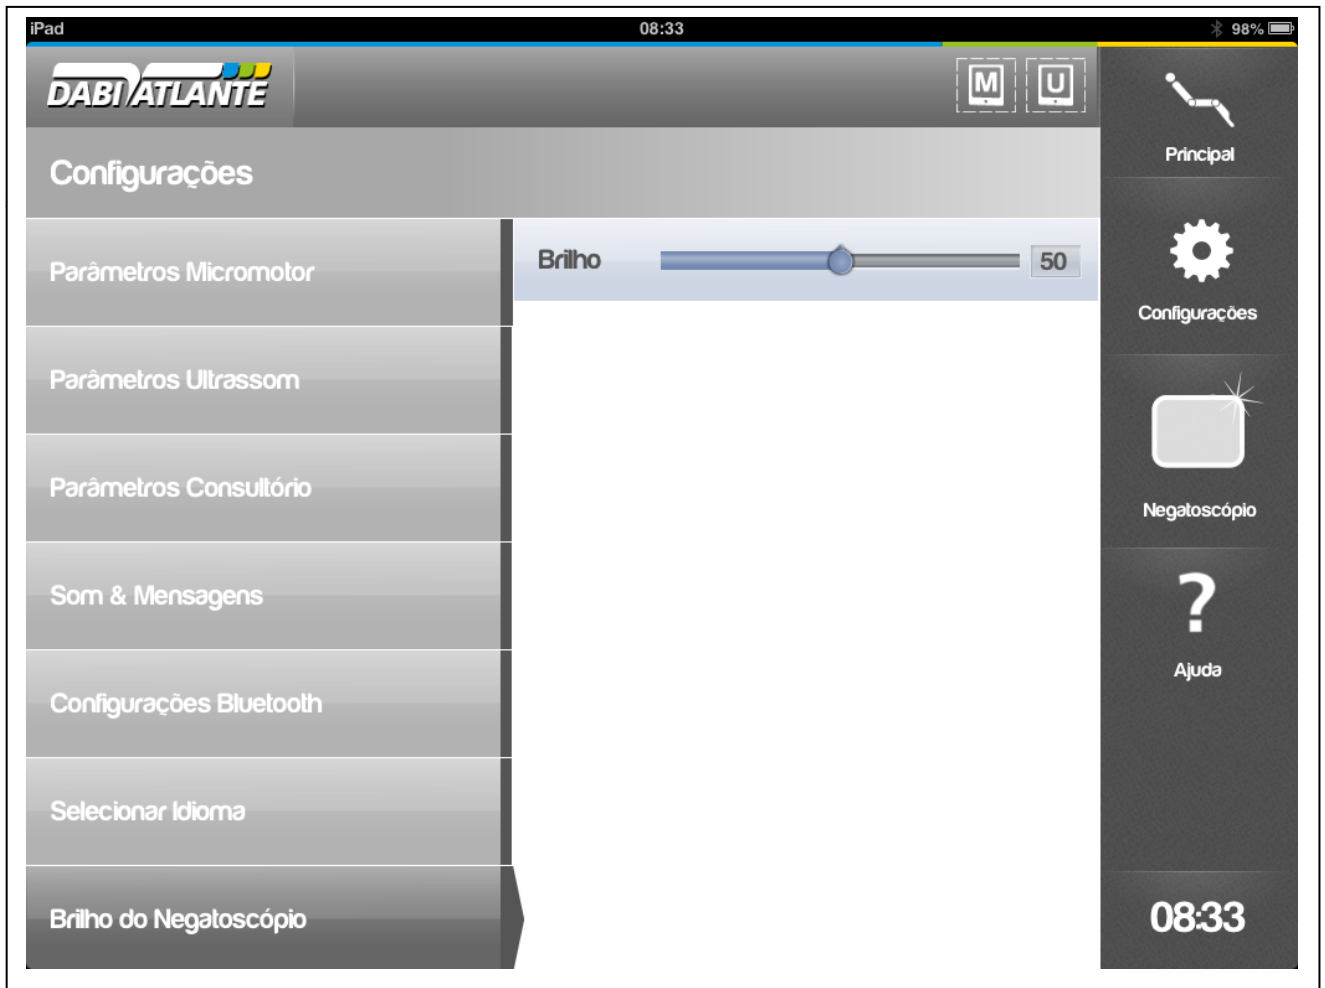 iPad
08:33
98%
DABI ATLANTE
M
U
Configurações
Parâmetros Micromotor
Parâmetros Ultrassom
Parâmetros Consultório
Som & Mensagens
Configurações Bluetooth
Selecionar Idioma
Brilho do Negatoscópio
Brilho
50
Principal
Configurações
Negatoscópio
?
Ajuda
08:33